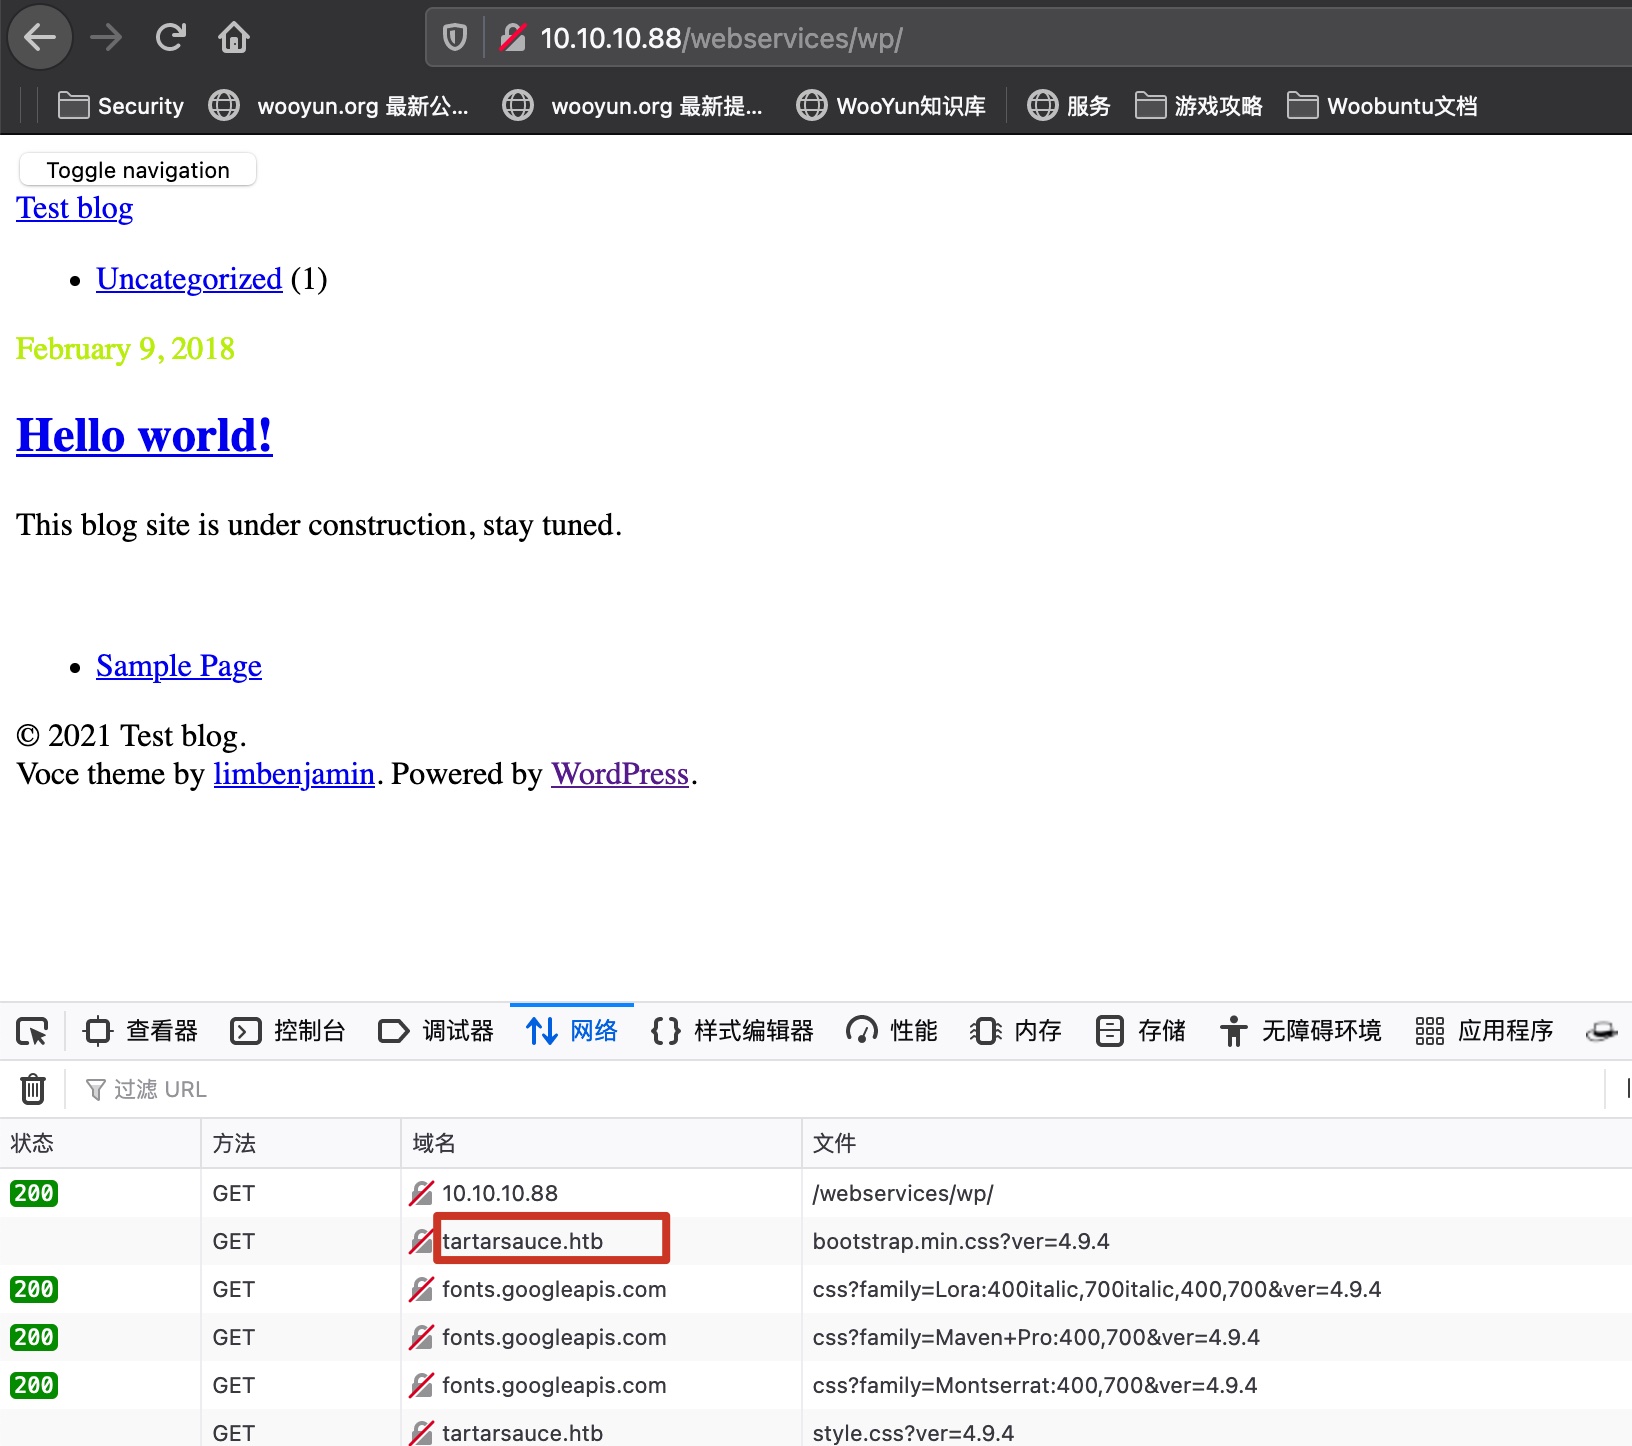 10.10.10.88/webservices/wp/
Security wooyun.org 最新公... wooyun.org 最新提... WooYun知识库 服务 游戏攻略 Woobuntu文档
Toggle navigation
Test blog
• Uncategorized (1)
February 9, 2018
Hello world!
This blog site is under construction, stay tuned.
• Sample Page
© 2021 Test blog.
Voce theme by limbenjamin. Powered by WordPress.
查看器 控制台 调试器 网络 样式编辑器 性能 内存 存储 无障碍环境 应用程序
过滤 URL
状态 方法 域名 文件
200 GET 10.10.10.88 /webservices/wp/
GET tartarsauce.htb bootstrap.min.css?ver=4.9.4
200 GET fonts.googleapis.com css?family=Lora:400italic,700italic,400,700&ver=4.9.4
200 GET fonts.googleapis.com css?family=Maven+Pro:400,700&ver=4.9.4
200 GET fonts.googleapis.com css?family=Montserrat:400,700&ver=4.9.4
GET tartarsauce.htb style.css?ver=4.9.4